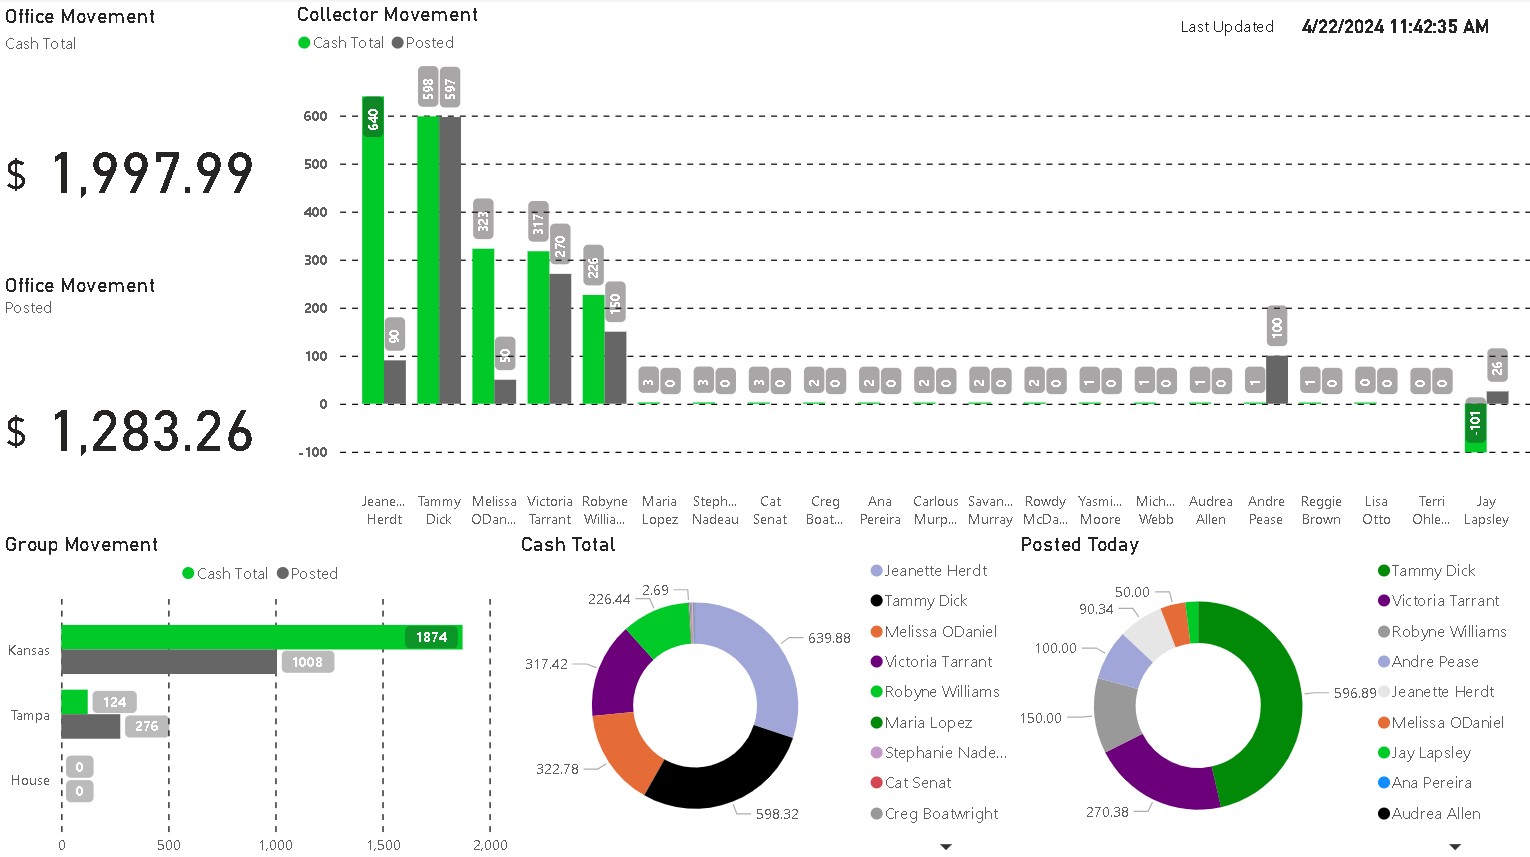 Office Movement
Cash Total
$ 1,997.99
Office Movement
Posted
$ 1,283.26
Collector Movement
Cash Total Posted
Last Updated 4/22/2024 11:42:35 AM
600
500
400
300
200
100
0
-100
640 90 598 597 323 50 317 270 226 150 3 0 3 0 3 0 2 0 2 0 2 0 2 0 2 0 1 0 1 0 1 0 1 100 1 0 0 0 0 0 -101 26
Jeane... Herdt
Tammy Dick
Melissa ODan...
Victoria Tarrant
Robyne Willia...
Maria Lopez
Steph... Nadeau
Cat Senat
Creg Boat...
Ana Pereira
Carlous Murp...
Savan... Murray
Rowdy McDa...
Yasmi... Moore
Mich... Webb
Audrea Allen
Andre Pease
Reggie Brown
Lisa Otto
Terri Ohle...
Jay Lapsley
Group Movement
Cash Total Posted
Kansas
1874
1008
Tampa
124
276
House
0
0
0 500 1,000 1,500 2,000
Cash Total
2.69
226.44
639.88
317.42
322.78
598.32
Jeanette Herdt
Tammy Dick
Melissa ODaniel
Victoria Tarrant
Robyne Williams
Maria Lopez
Stephanie Nade...
Cat Senat
Creg Boatwright
Posted Today
50.00
90.34
100.00
596.89
150.00
270.38
Tammy Dick
Victoria Tarrant
Robyne Williams
Andre Pease
Jeanette Herdt
Melissa ODaniel
Jay Lapsley
Ana Pereira
Audrea Allen